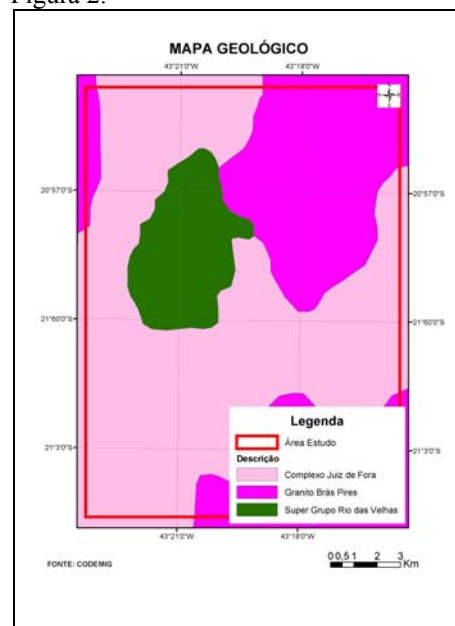 Figura 2.
MAPA GEOLÓGICO
43°21'0"W 43°18'0"W
20°57'0"S 20°57'0"S
21°60'0"S 21°60'0"S
21°3'0"S 21°3'0"S
Legenda
Área Estudo
Descrição
Complexo Juiz de Fora
Granito Brás Pires
Super Grupo Rio das Velhas
43°21'0"W 43°18'0"W
FONTE: CODEMIG
0 0,5 1 2 3
Km